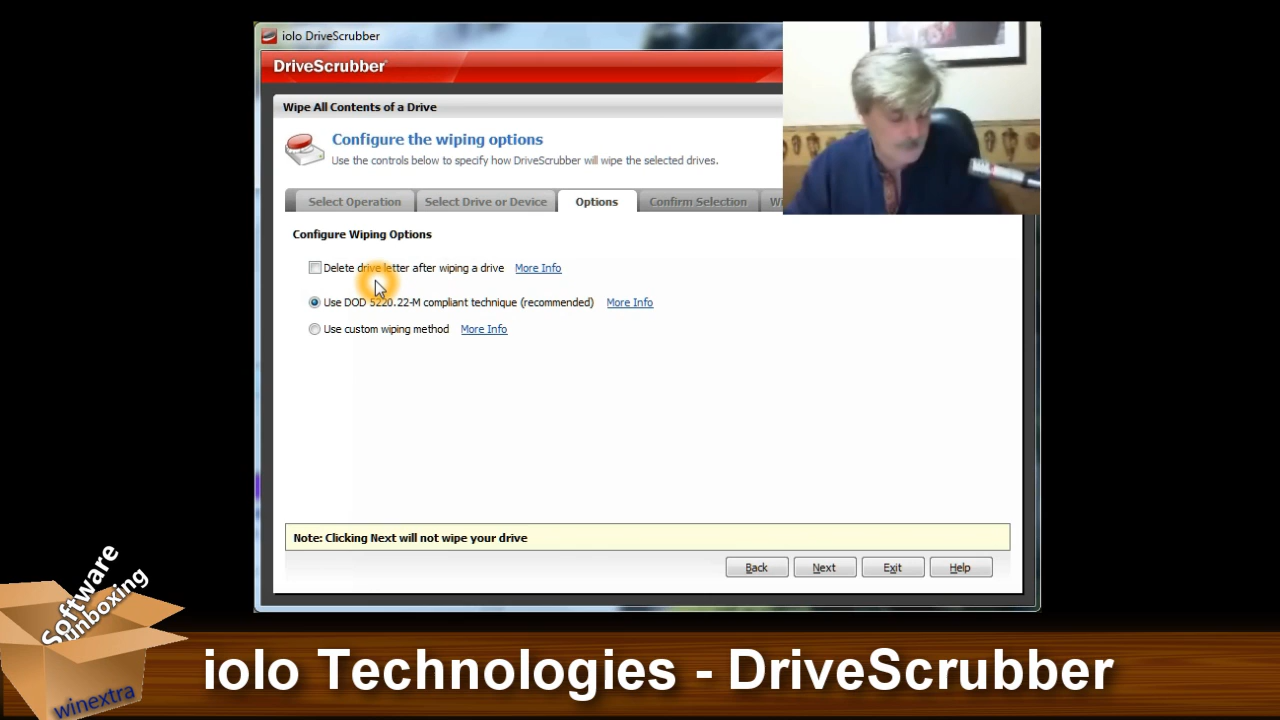 iolo DriveScrubber
DriveScrubber
Wipe All Contents of a Drive
Configure the wiping options
Use the controls below to specify how DriveScrubber will wipe the selected drives.
Select Operation Select Drive or Device Options Confirm Selection Wi
Configure Wiping Options
Delete drive letter after wiping a drive More Info
Use DOD 5220.22-M compliant technique (recommended) More Info
Use custom wiping method More Info
Note: Clicking Next will not wipe your drive
Back Next Exit Help
Software
unboxing
winextra
iolo Technologies - DriveScrubber